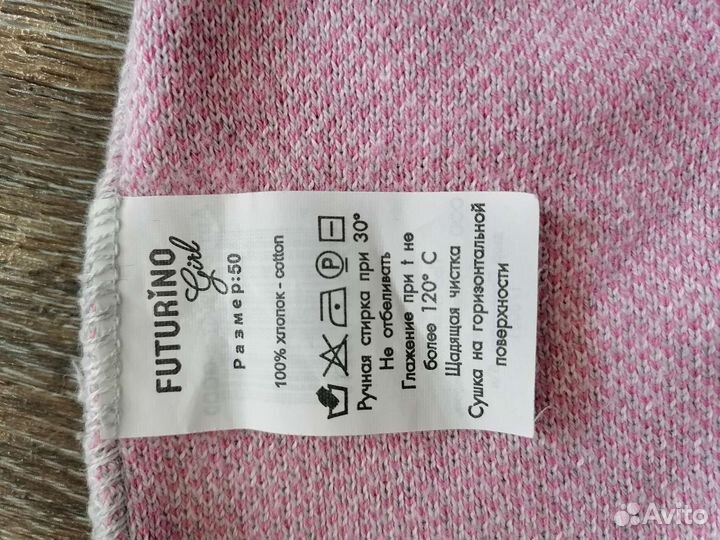 FUTURiNO
Girl
Размер:50
100% хлопок - cotton
P
Ручная стирка при 30°
Не отбеливать
Глажение при t не
более 120° С
Щадящая чистка
Сушка на горизонтальной
поверхности
Avito